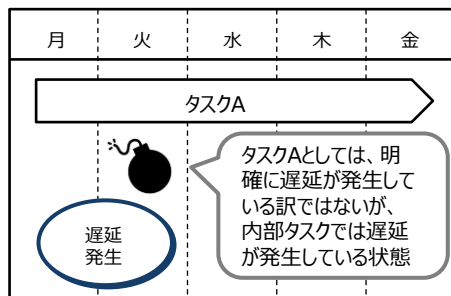 月 火 水 木 金
タスクA
タスクAとしては、明
確に遅延が発生して
いる訳ではないが、
内部タスクでは遅延
が発生している状態
遅延
発生